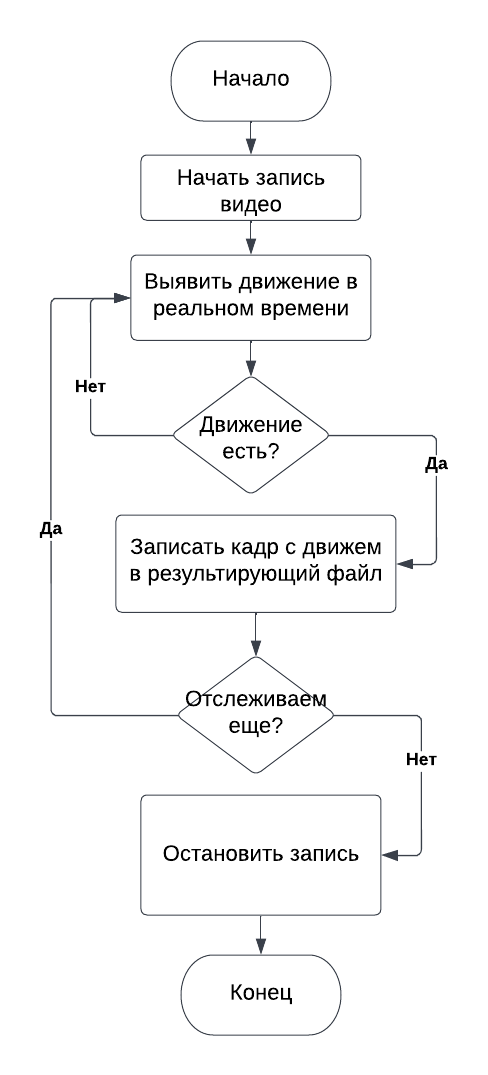 Начало
Начать запись
видео
Выявить движение в
реальном времени
Нет
Движение
есть?
Да
Да
Записать кадр с движем
в результирующий файл
Отслеживаем
еще?
Нет
Остановить запись
Конец